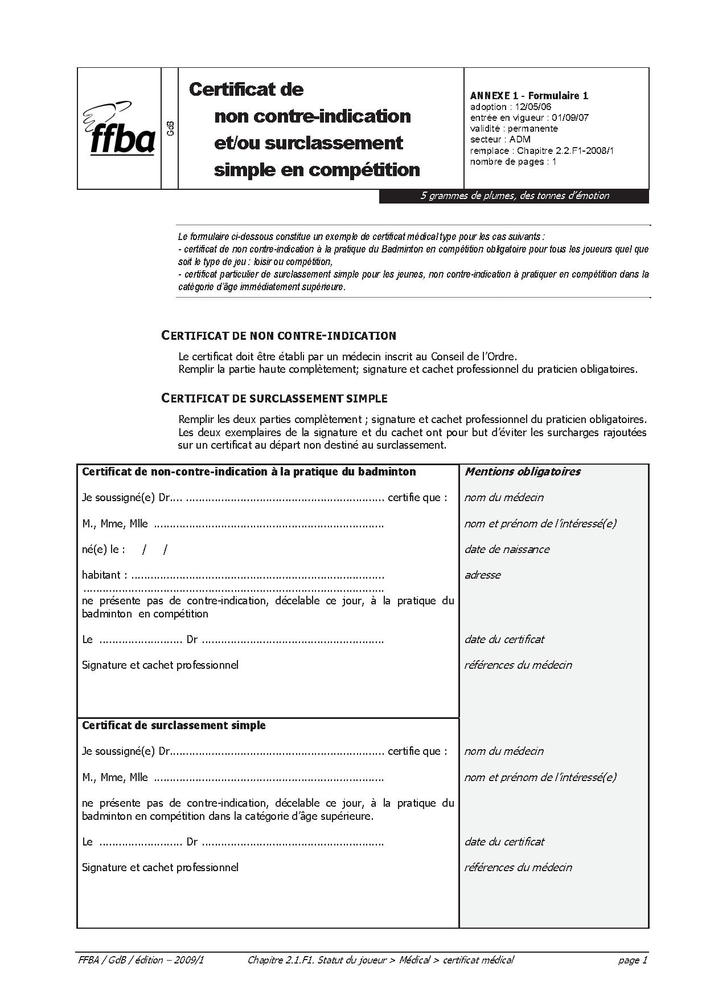 ffba
GdB
Certificat de
non contre-indication
et/ou surclassement
simple en compétition
ANNEXE 1 - Formulaire 1
adoption : 12/05/06
entrée en vigueur : 01/09/07
validité : permanente
secteur : ADM
remplace : Chapitre 2.2.F1-2008/1
nombre de pages : 1
5 grammes de plumes, des tonnes d’émotion
Le formulaire ci-dessous constitue un exemple de certificat médical type pour les cas suivants :
- certificat de non contre-indication à la pratique du Badminton en compétition obligatoire pour tous les joueurs quel que
soit le type de jeu : loisir ou compétition,
- certificat particulier de surclassement simple pour les jeunes, non contre-indication à pratiquer en compétition dans la
catégorie d’âge immédiatement supérieure.
CERTIFICAT DE NON CONTRE-INDICATION
Le certificat doit être établi par un médecin inscrit au Conseil de l’Ordre.
Remplir la partie haute complètement; signature et cachet professionnel du praticien obligatoires.
CERTIFICAT DE SURCLASSEMENT SIMPLE
Remplir les deux parties complètement ; signature et cachet professionnel du praticien obligatoires.
Les deux exemplaires de la signature et du cachet ont pour but d’éviter les surcharges rajoutées
sur un certificat au départ non destiné au surclassement.
Certificat de non-contre-indication à la pratique du badminton
Mentions obligatoires
Je soussigné(e) Dr.... .............................................................. certifie que :
nom du médecin
M., Mme, Mlle ........................................................................
nom et prénom de l’intéressé(e)
né(e) le : / /
date de naissance
habitant : ...............................................................................
adresse
..............................................................................................
ne présente pas de contre-indication, décelable ce jour, à la pratique du
badminton en compétition
Le .......................... Dr .........................................................
date du certificat
Signature et cachet professionnel
références du médecin
Certificat de surclassement simple
Je soussigné(e) Dr................................................................... certifie que :
nom du médecin
M., Mme, Mlle ........................................................................
nom et prénom de l’intéressé(e)
ne présente pas de contre-indication, décelable ce jour, à la pratique du
badminton en compétition dans la catégorie d’âge supérieure.
Le .......................... Dr .........................................................
date du certificat
Signature et cachet professionnel
références du médecin
FFBA / GdB / édition – 2009/1
Chapitre 2.1.F1. Statut du joueur > Médical > certificat médical
page 1